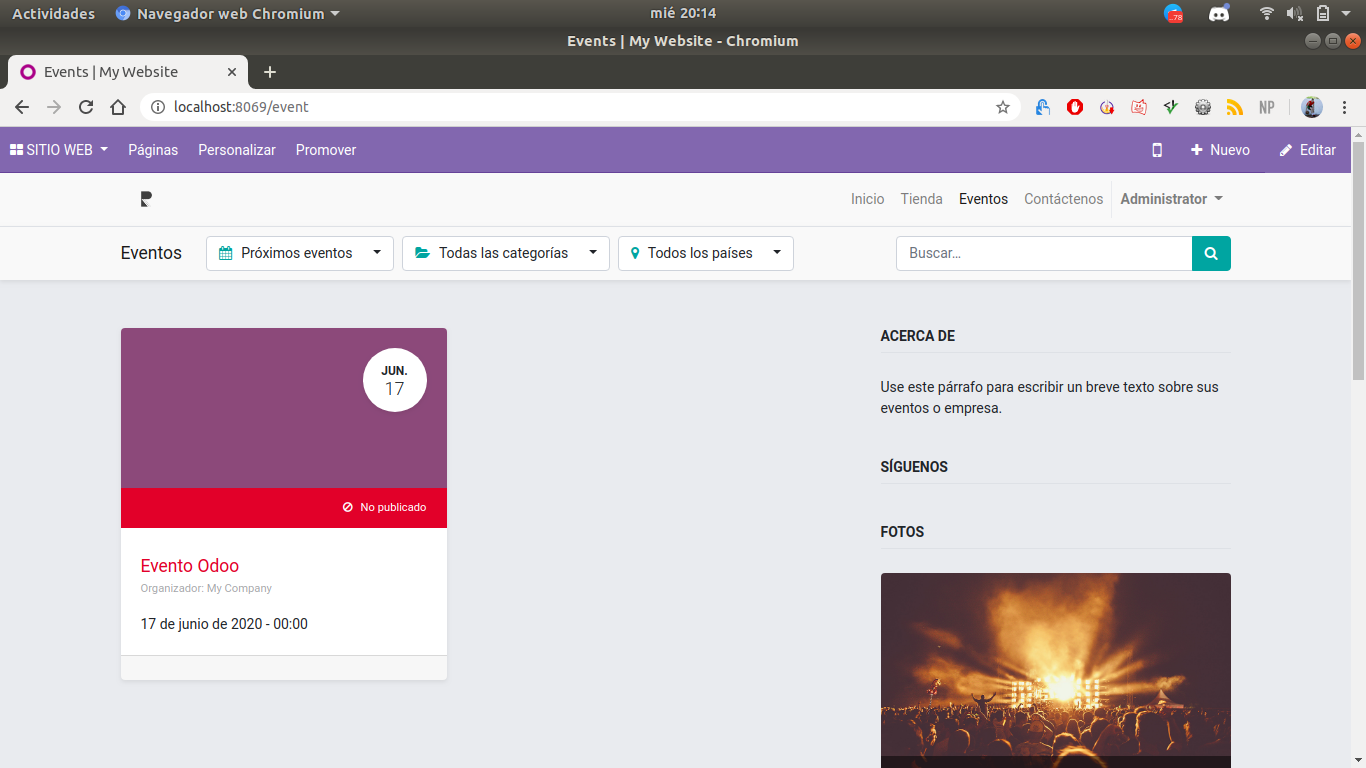 Actividades Navegador web Chromium mié 20:14 78
Events | My Website - Chromium
Events | My Website
localhost:8069/event NP
SITIO WEB Páginas Personalizar Promover Nuevo Editar
Inicio Tienda Eventos Contáctenos Administrator
Eventos Próximos eventos Todas las categorías Todos los países Buscar...
JUN.
17
No publicado
Evento Odoo
Organizador: My Company
17 de junio de 2020 - 00:00
ACERCA DE
Use este párrafo para escribir un breve texto sobre sus
eventos o empresa.
SÍGUENOS
FOTOS